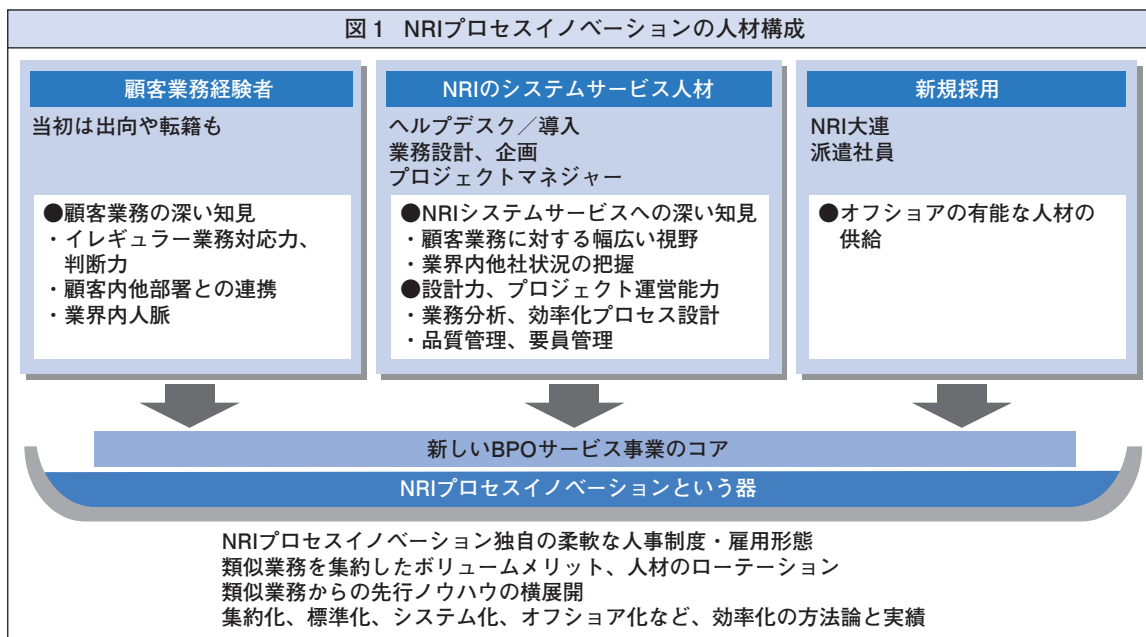 図1 NRIプロセスイノベーションの人材構成
顧客業務経験者
当初は出向や転籍も
●顧客業務の深い知見
・イレギュラー業務対応力、
判断力
・顧客内他部署との連携
・業界内人脈
NRIのシステムサービス人材
ヘルプデスク／導入
業務設計、企画
プロジェクトマネジャー
●NRIシステムサービスへの深い知見
・顧客業務に対する幅広い視野
・業界内他社状況の把握
●設計力、プロジェクト運営能力
・業務分析、効率化プロセス設計
・品質管理、要員管理
新規採用
NRI大連
派遣社員
●オフショアの有能な人材の
供給
新しいBPOサービス事業のコア
NRIプロセスイノベーションという器
NRIプロセスイノベーション独自の柔軟な人事制度・雇用形態
類似業務を集約したボリュームメリット、人材のローテーション
類似業務からの先行ノウハウの横展開
集約化、標準化、システム化、オフショア化など、効率化の方法論と実績